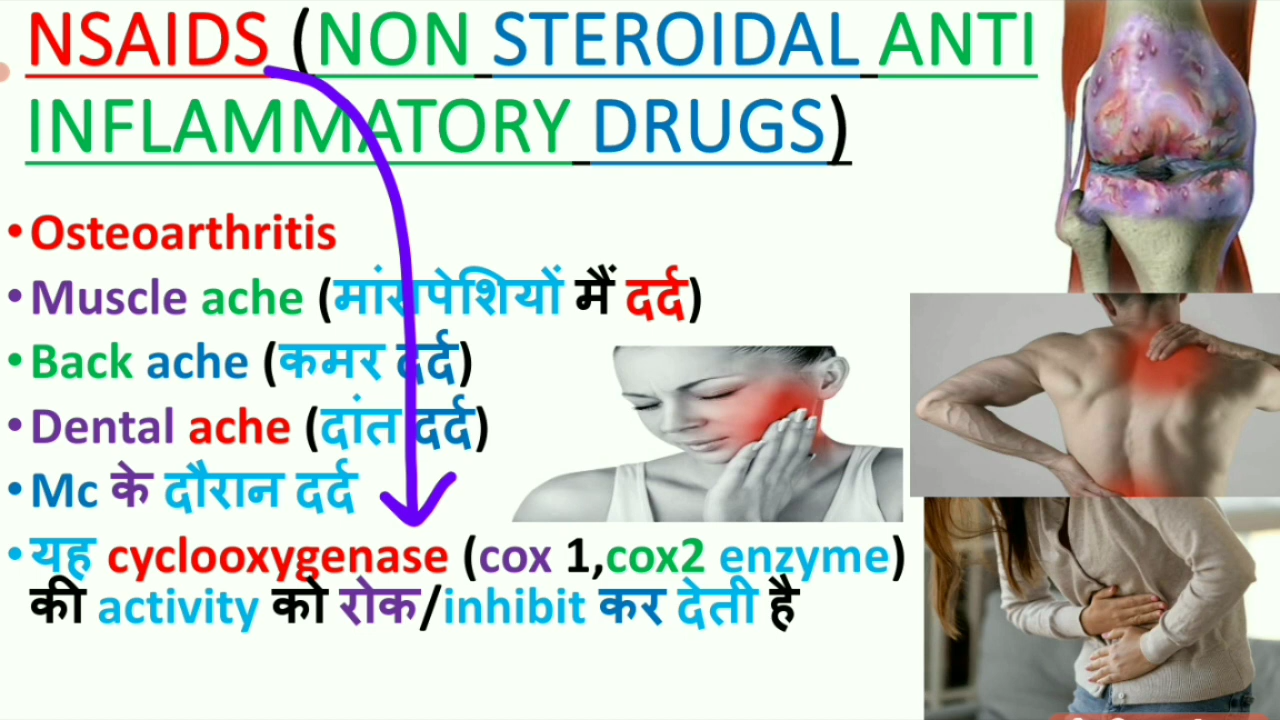 NSAIDS (NON STEROIDAL ANTI
INFLAMMATORY DRUGS)
• Osteoarthritis
• Muscle ache (मांसपेशियों मैं दर्द)
• Back ache (कमर दर्द)
• Dental ache (दांत दर्द)
• Mc के दौरान दर्द
• यह cyclooxygenase (cox 1,cox2 enzyme)
की activity को रोक/inhibit कर देती है